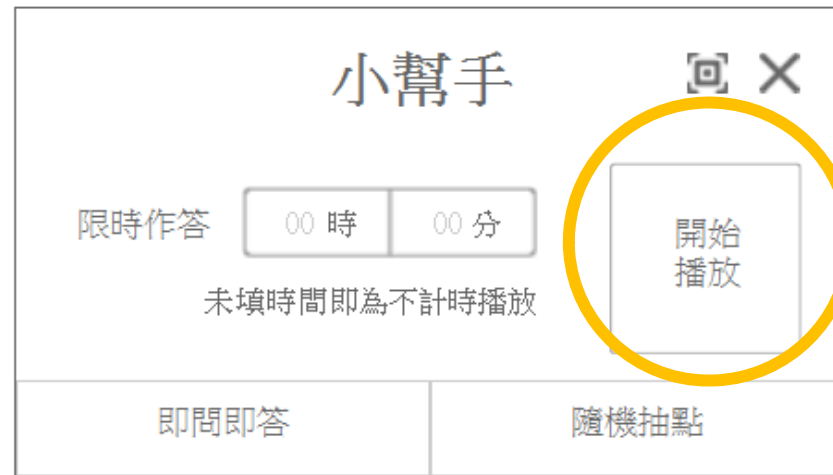 小幫手
限時作答 00 時 00 分
開始
播放
未填時間即為不計時播放
即問即答 隨機抽點